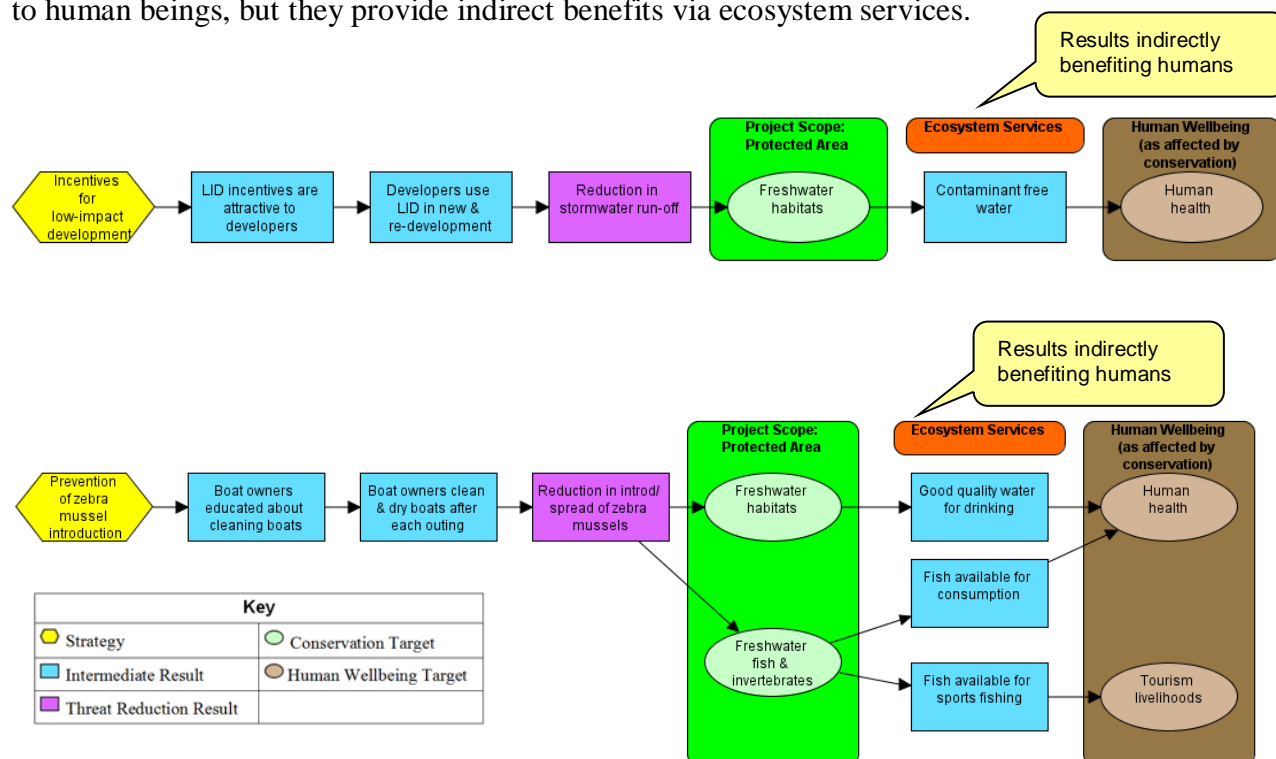 to human beings, but they provide indirect benefits via ecosystem services.
Results indirectly
benefiting humans
Project Scope:
Protected Area
Ecosystem Services
Human Wellbeing
(as affected by
conservation)
Incentives
for
low-impact
development
LID incentives are
attractive to
developers
Developers use
LID in new &
re-development
Reduction in
stormwater run-off
Freshwater
habitats
Contaminant free
water
Human
health
Results indirectly
benefiting humans
Project Scope:
Protected Area
Ecosystem Services
Human Wellbeing
(as affected by
conservation)
Prevention
of zebra
mussel
introduction
Boat owners
educated about
cleaning boats
Boat owners clean
& dry boats after
each outing
Reduction in introd/
spread of zebra
mussels
Freshwater
habitats
Good quality water
for drinking
Human
health
Fish available for
consumption
Freshwater
fish &
invertebrates
Fish available for
sports fishing
Tourism
livelihoods
Key
Strategy
Conservation Target
Intermediate Result
Human Wellbeing Target
Threat Reduction Result